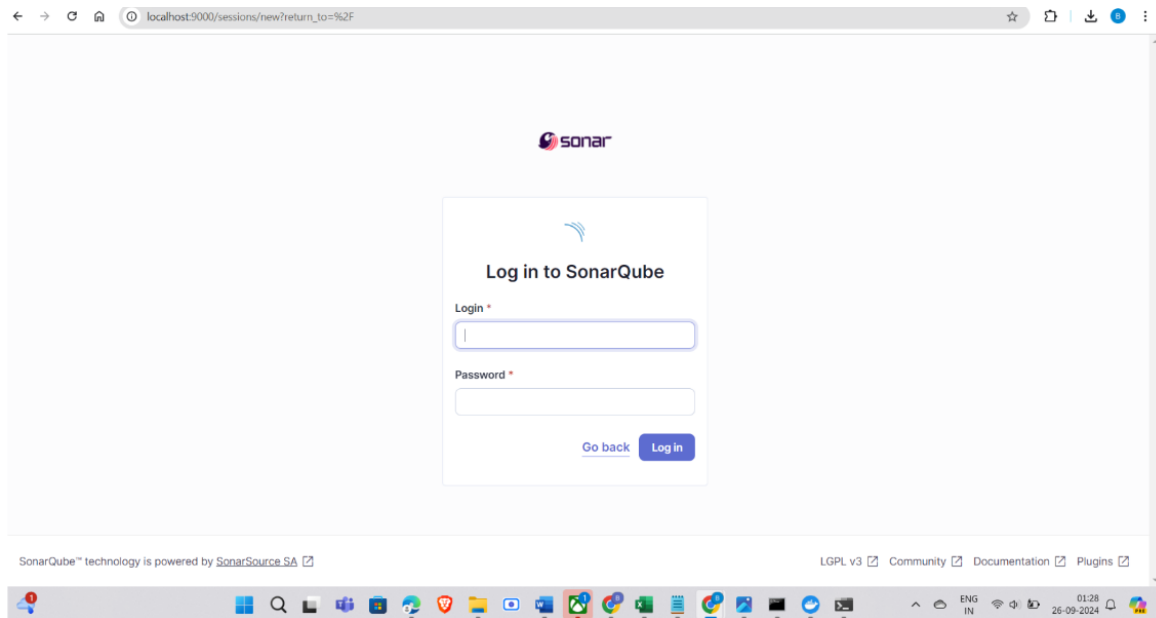 localhost:9000/sessions/new?return_to=%2F
B
sonar
Log in to SonarQube
Login *
Password *
Go back Log in
SonarQube™ technology is powered by SonarSource SA
LGPL v3 Community Documentation Plugins
1
ENG
IN
01:28
26-09-2024